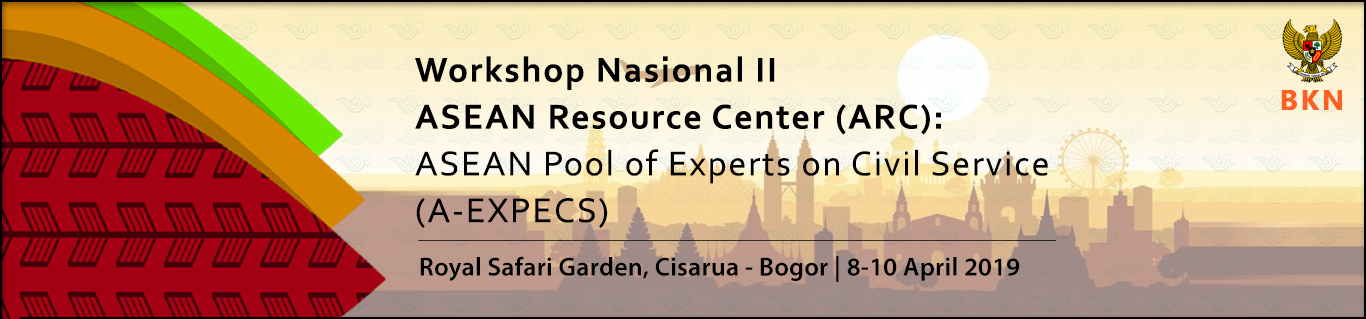 Workshop Nasional II
ASEAN Resource Center (ARC):
ASEAN Pool of Experts on Civil Service
(A-EXPECS)
Royal Safari Garden, Cisarua - Bogor | 8-10 April 2019
BKN